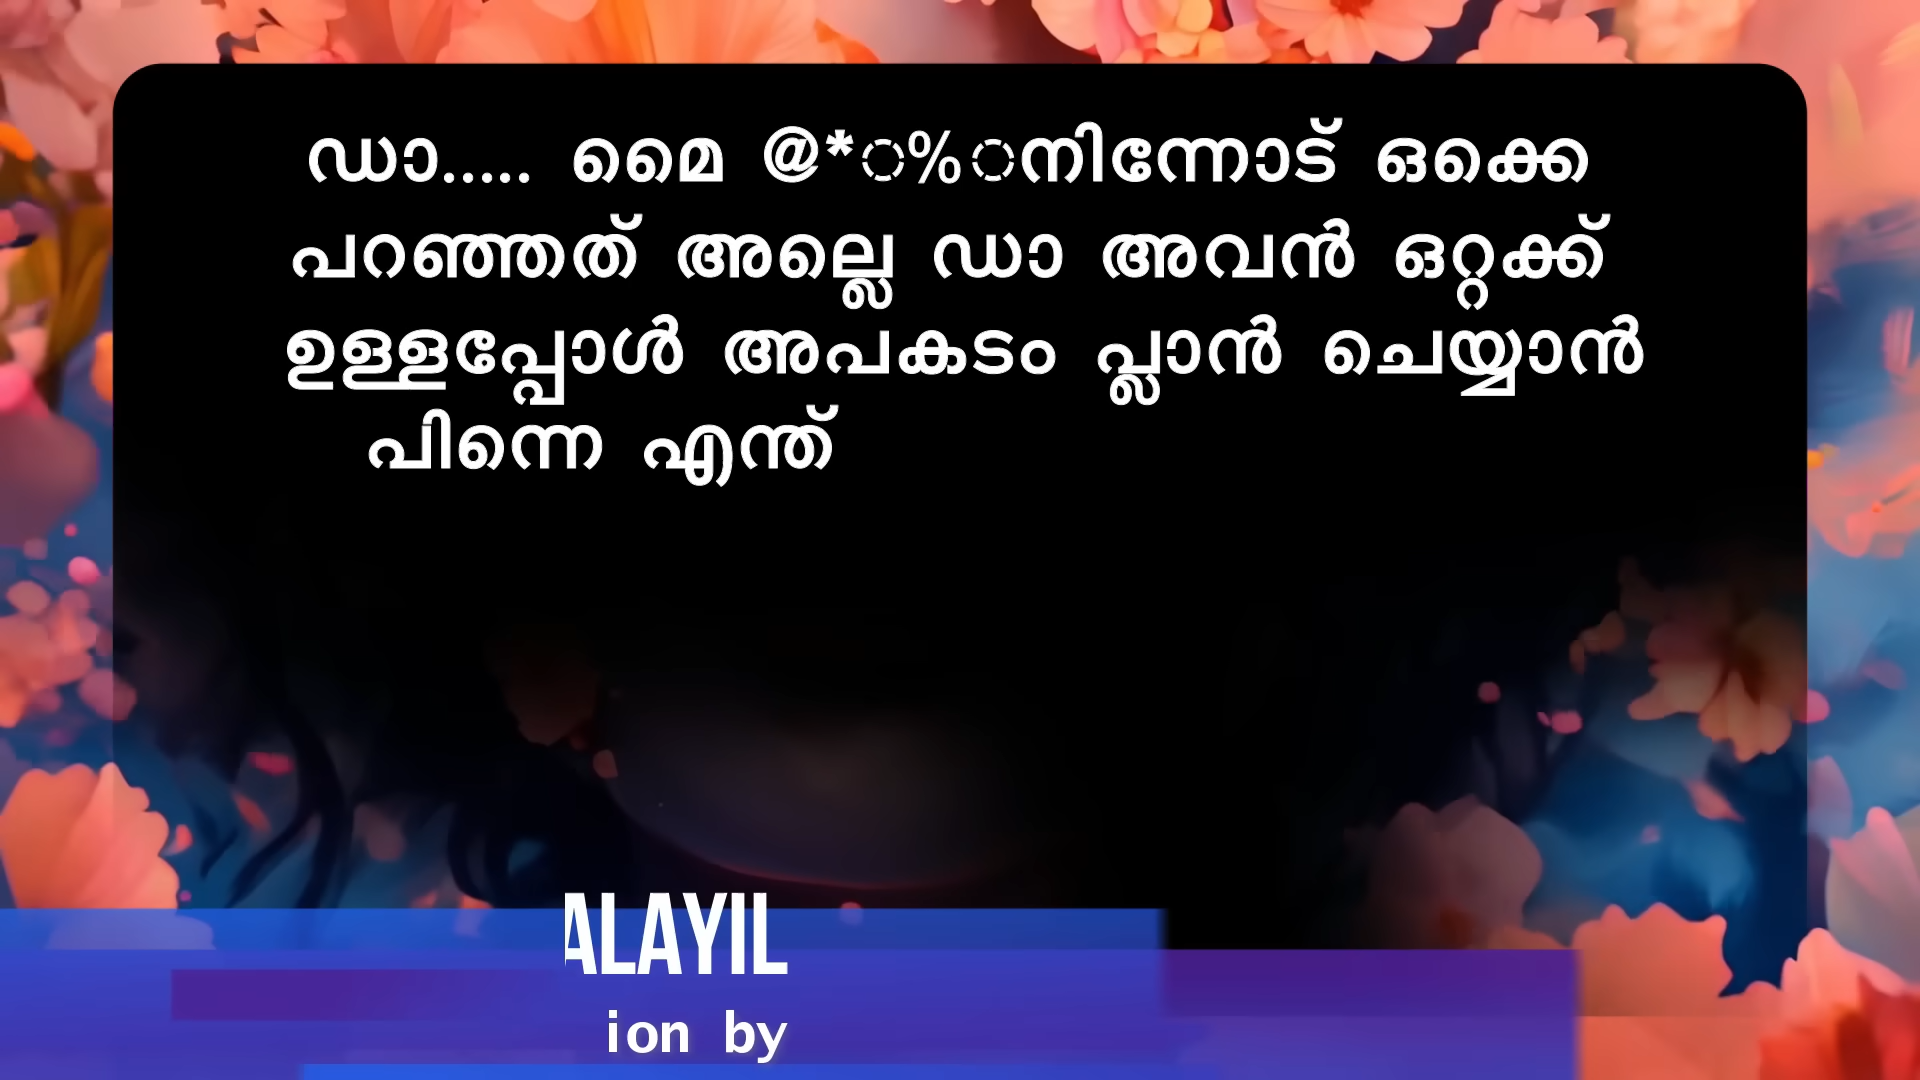 ഡാ..... മൈ @*്%ിനിന്നോട് ഒക്കെ
പറഞ്ഞത് അല്ലെ ഡാ അവൻ ഒറ്റക്ക്
ഉള്ളപ്പോൾ അപകടം പ്ലാൻ ചെയ്യാൻ
പിന്നെ എന്ത്
ALAYIL
ion by